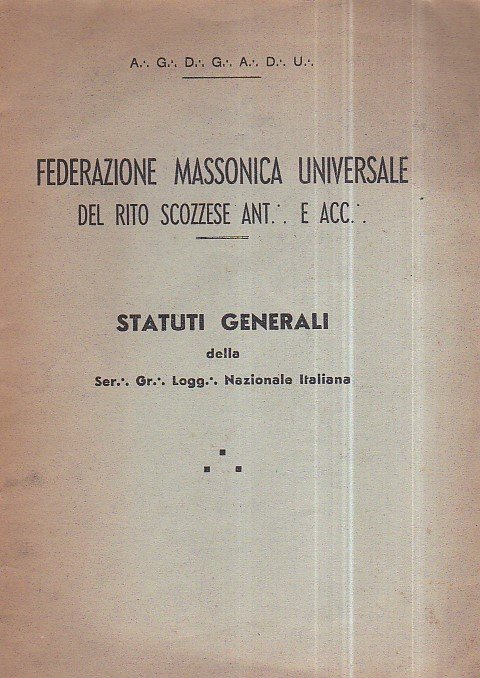 A∴ G∴ D∴ G∴ A∴ D∴ U∴
FEDERAZIONE MASSONICA UNIVERSALE
DEL RITO SCOZZESE ANT∴ E ACC∴
STATUTI GENERALI
della
Ser∴ Gr∴ Logg∴ Nazionale Italiana